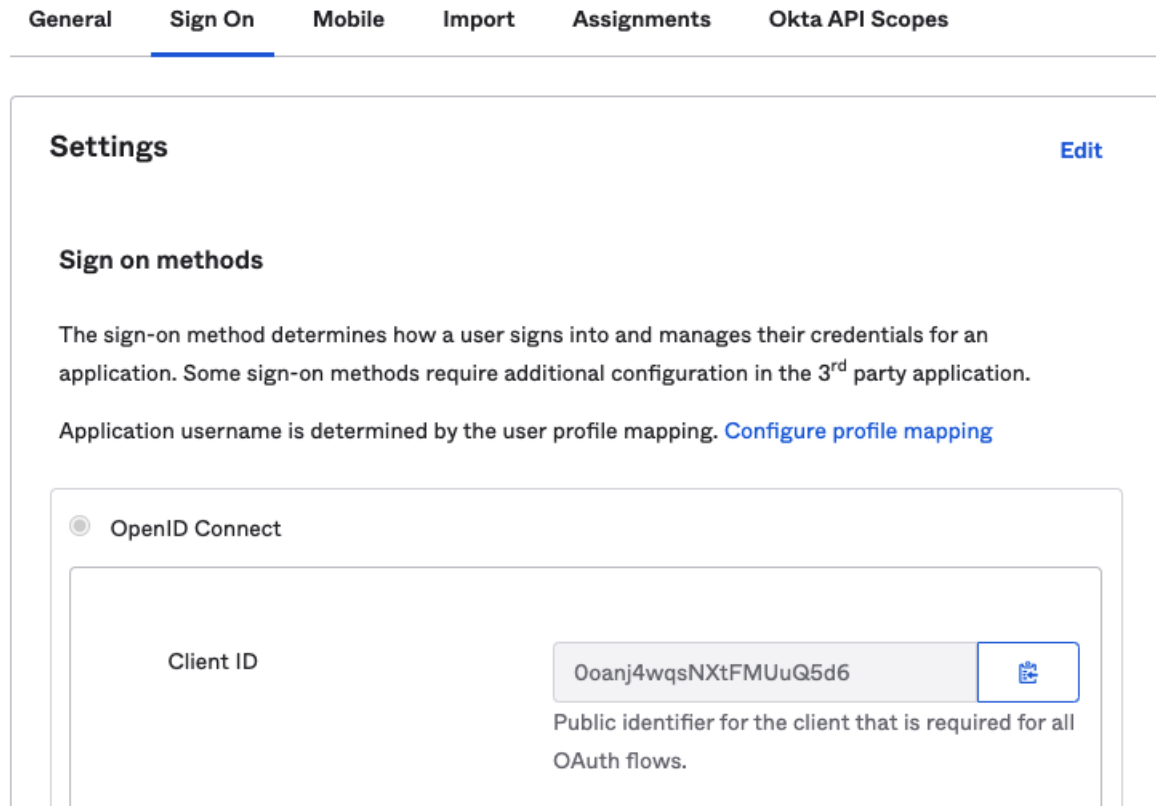 General Sign On Mobile Import Assignments Okta API Scopes
Settings
Edit
Sign on methods
The sign-on method determines how a user signs into and manages their credentials for an
application. Some sign-on methods require additional configuration in the 3rd party application.
Application username is determined by the user profile mapping. Configure profile mapping
OpenID Connect
Client ID
0oanj4wqsNXtFMUuQ5d6
Public identifier for the client that is required for all
OAuth flows.